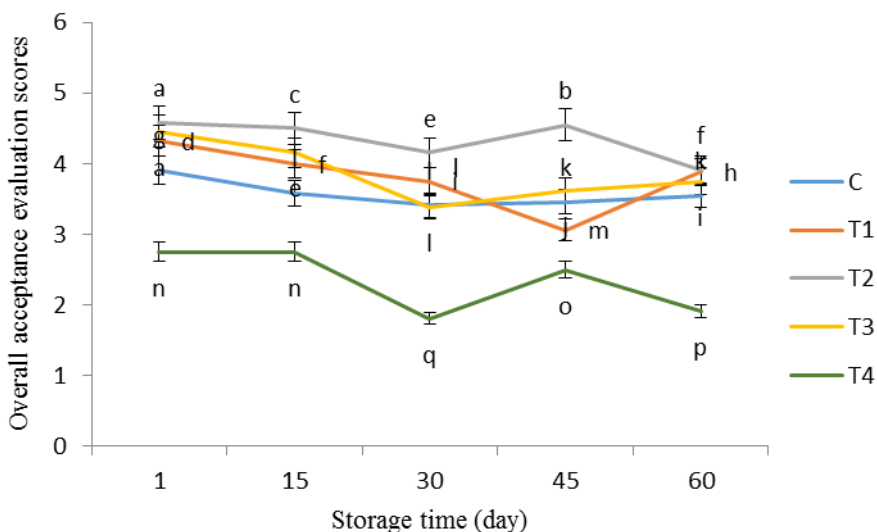 Overall acceptance evaluation scores
6
5
4
3
2
1
0
a
c
e
b
f
g
d
a
f
e
l
k
k
h
i
l
j
m
n
n
q
o
p
1 15 30 45 60
Storage time (day)
C
T1
T2
T3
T4